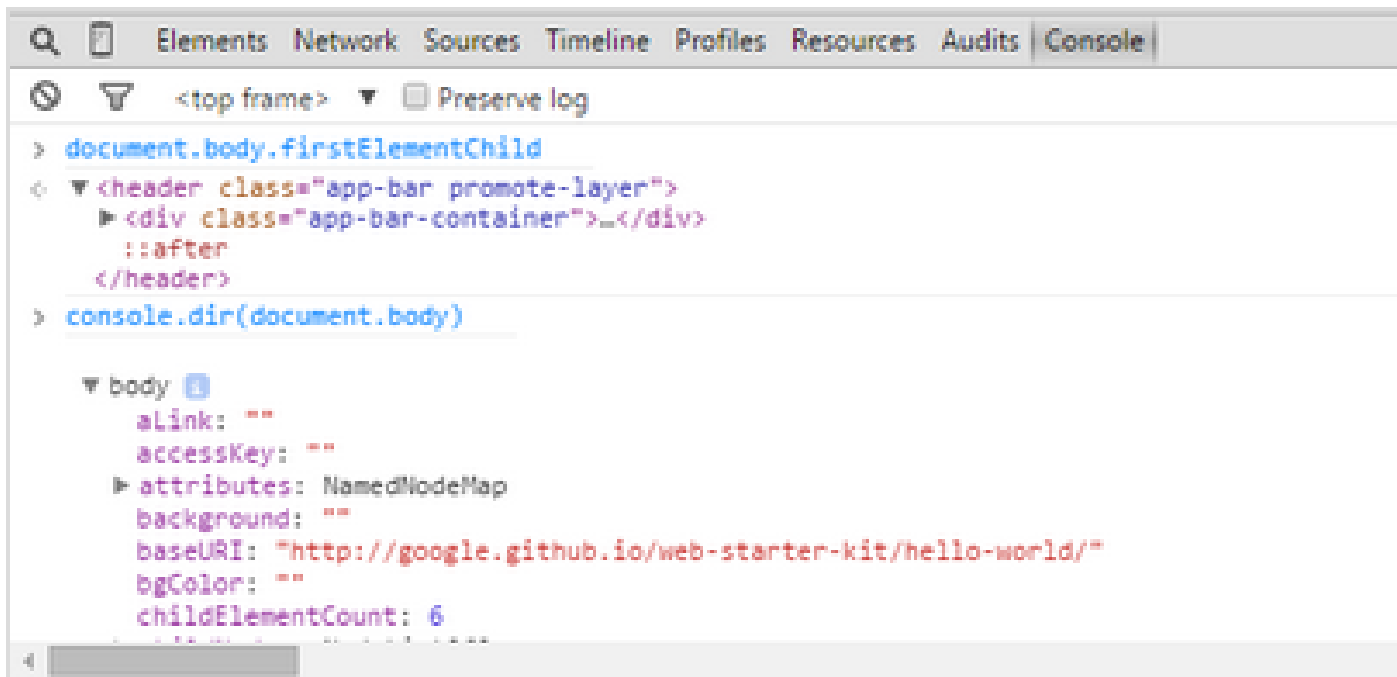 Elements Network Sources Timeline Profiles Resources Audits Console
<top frame> ▼ Preserve log
> document.body.firstElementChild
<header class="app-bar promote-layer">
<div class="app-bar-container">…</div>
::after
</header>
> console.dir(document.body)
body i
aLink: ""
accessKey: ""
attributes: NamedNodeMap
background: ""
baseURI: "http://google.github.io/web-starter-kit/hello-world/"
bgColor: ""
childElementCount: 6